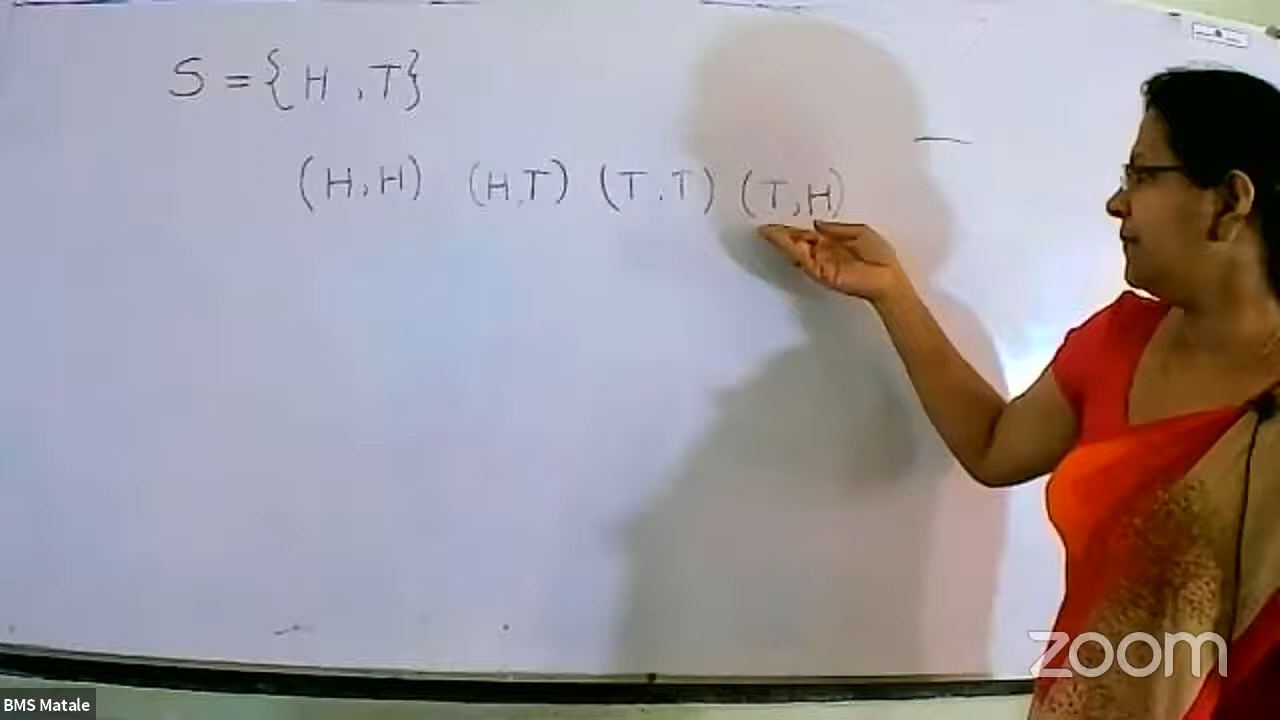 S = { H , T }
(H,H) (H,T) (T,T) (T,H)
zoom
BMS Matale